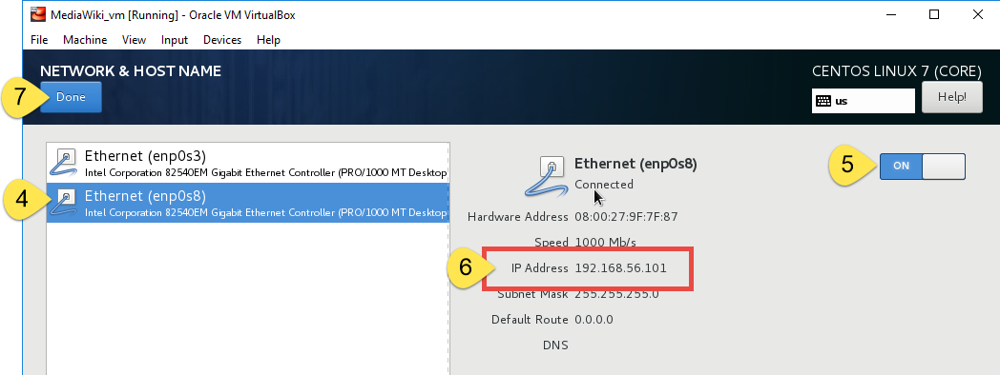 MediaWiki_vm [Running] - Oracle VM VirtualBox
File Machine View Input Devices Help
NETWORK & HOST NAME
CENTOS LINUX 7 (CORE)
7
Done
us
Help!
Ethernet (enp0s3)
Intel Corporation 82540EM Gigabit Ethernet Controller (PRO/1000 MT Desktop
4
Ethernet (enp0s8)
Intel Corporation 82540EM Gigabit Ethernet Controller (PRO/1000 MT Desktop
Ethernet (enp0s8)
Connected
5
ON
Hardware Address 08:00:27:9F:7F:87
Speed 1000 Mb/s
6
IP Address 192.168.56.101
Subnet Mask 255.255.255.0
Default Route 0.0.0.0
DNS